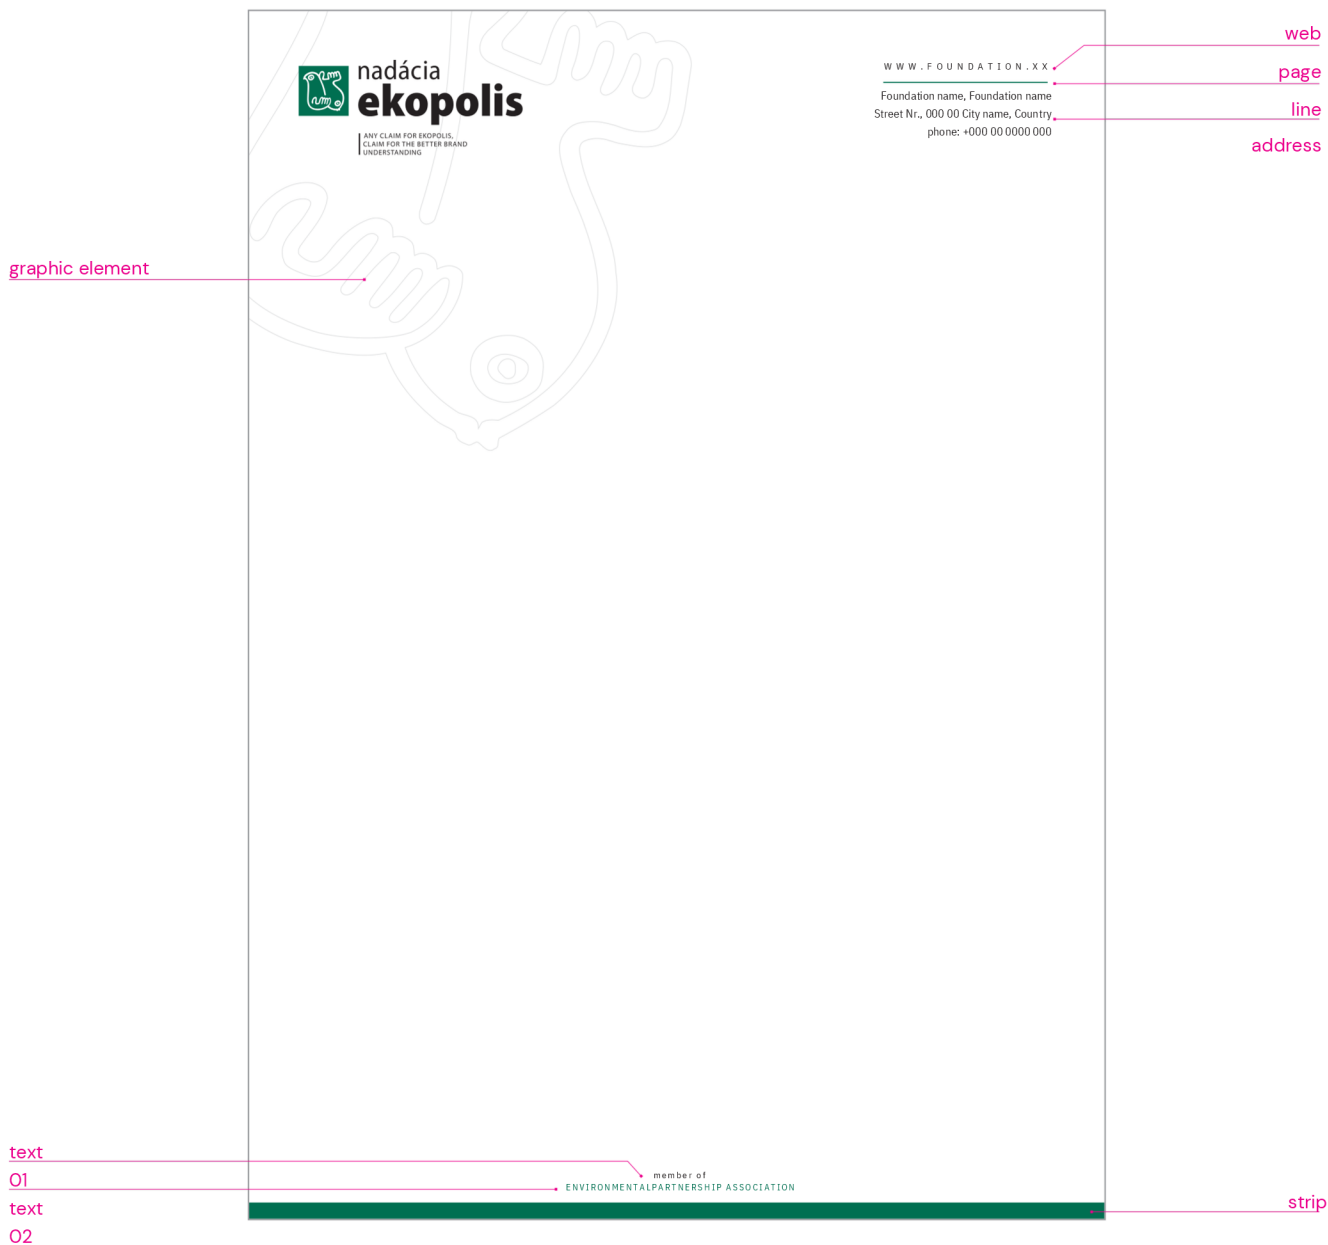 web
WWW.FOUNDATION.XX
page
nadácia
ekopolis
Foundation name, Foundation name
line
Street Nr., 000 00 City name, Country
phone: +000 00 0000 000
address
ANY CLAIM FOR EKOPOLIS,
CLAIM FOR THE BETTER BRAND
UNDERSTANDING
graphic element
text
01
text
02
member of
ENVIRONMENTALPARTNERSHIP ASSOCIATION
strip